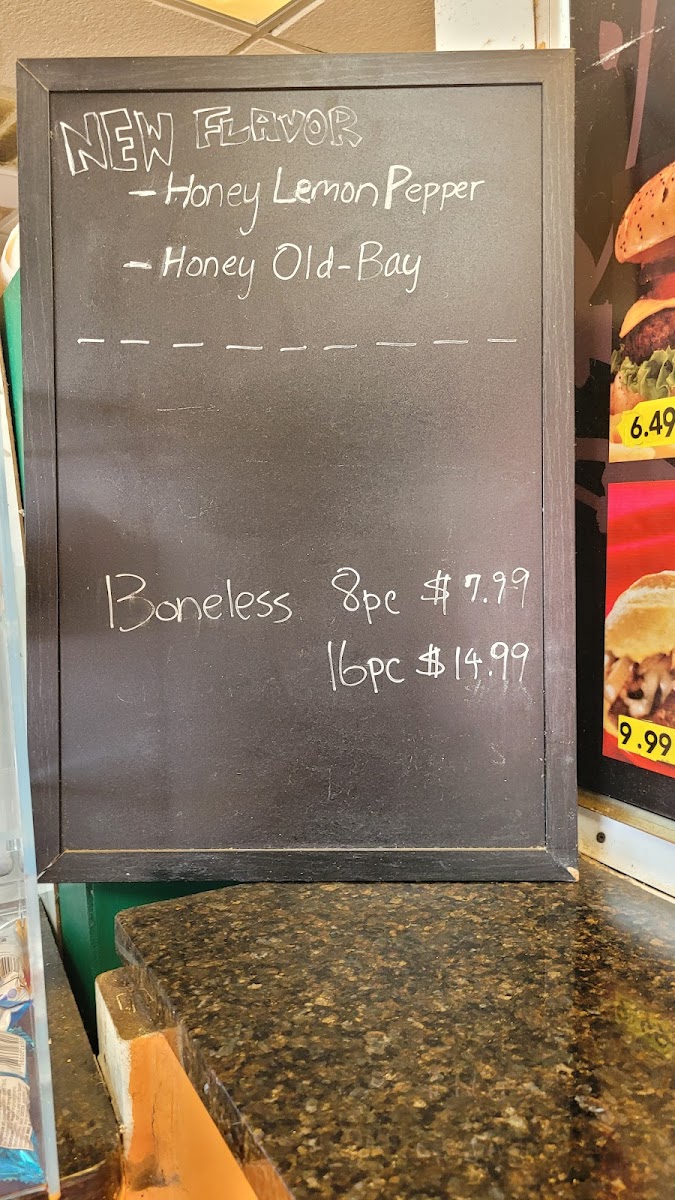 NEW FLAVOR
- Honey Lemon Pepper
- Honey Old-Bay
Boneless 8pc $7.99
16pc $14.99
6.49
9.99